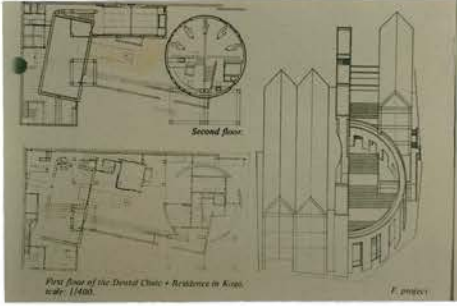 Second floor.
First floor of the Dental Clinic + Residence in Kobe,
scale: 1/400.
F. project